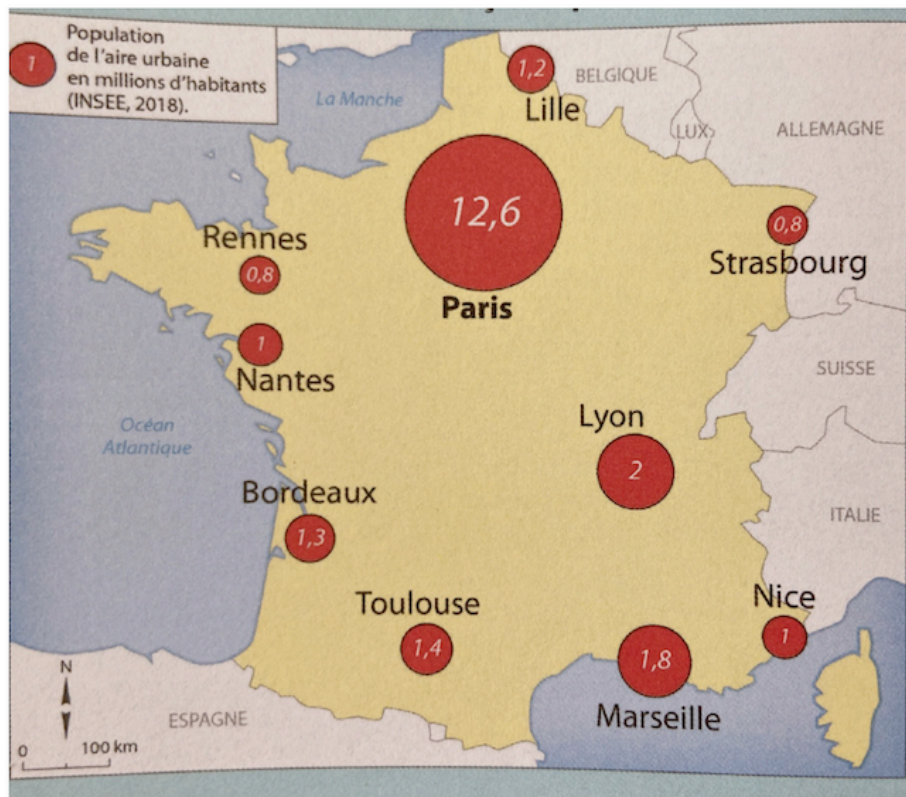 1
Population
de l'aire urbaine
en millions d'habitants
(INSEE, 2018).
La Manche
1,2
Lille
BELGIQUE
LUX
ALLEMAGNE
12,6
Paris
Rennes
0,8
0,8
Strasbourg
1
Nantes
SUISSE
Océan
Atlantique
Lyon
2
Bordeaux
1,3
ITALIE
Toulouse
1,4
Nice
1
1,8
Marseille
N
ESPAGNE
0
100 km